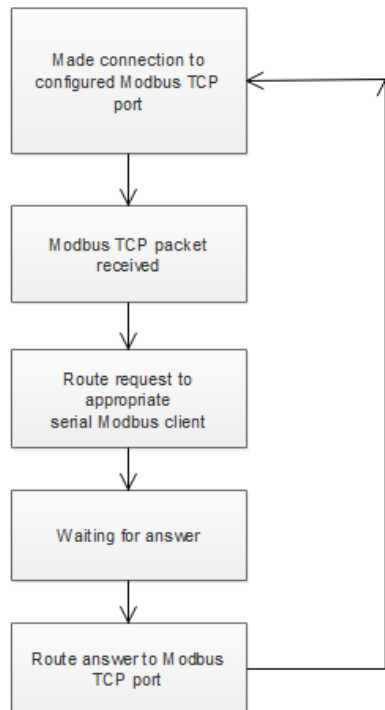 Made connection to
configured Modbus TCP
port
Modbus TCP packet
received
Route request to
appropriate
serial Modbus client
Waiting for answer
Route answer to Modbus
TCP port